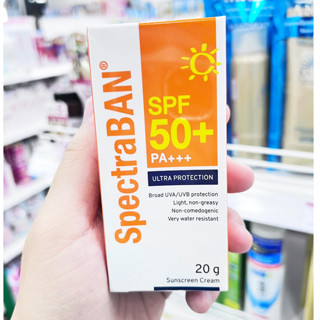 SpectraBAN®
SPF
50+
PA+++
ULTRA PROTECTION
Broad UVA/UVB protection
Light, non-greasy
Non-comedogenic
Very water resistant
20 g
Sunscreen Cream